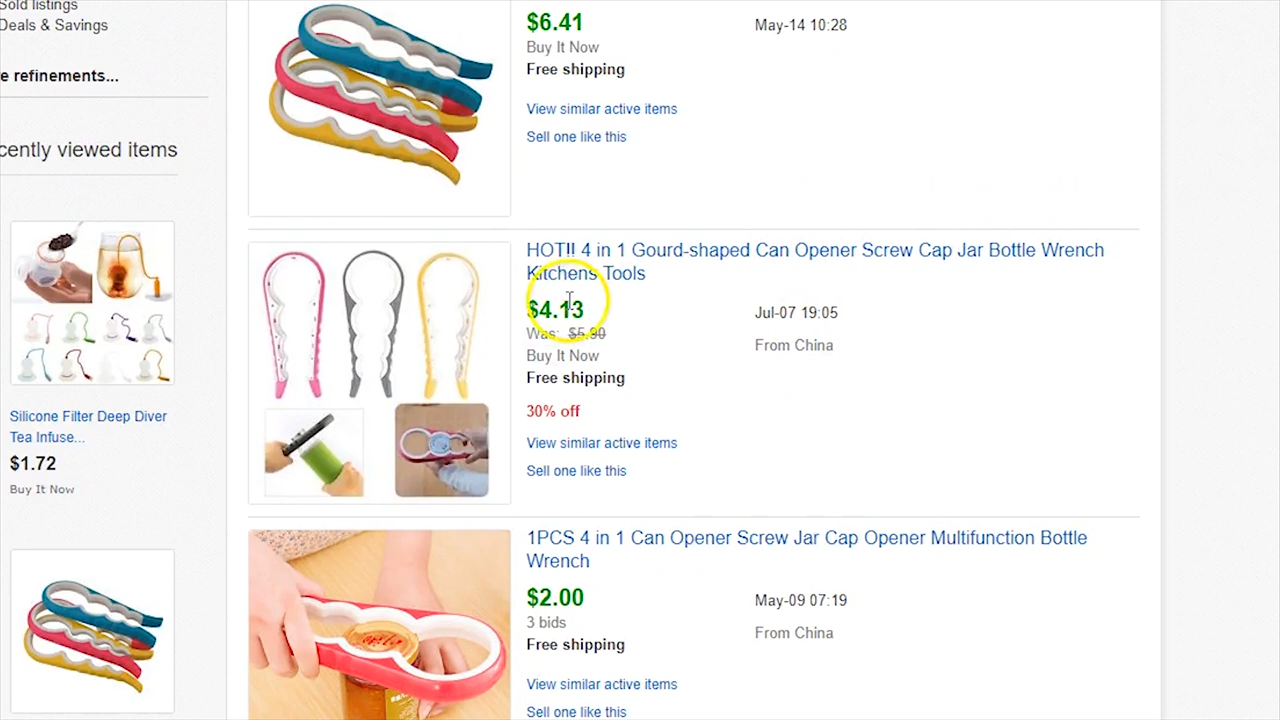 Sold listings
Deals & Savings
e refinements...
cently viewed items
Silicone Filter Deep Diver
Tea Infuse...
$1.72
Buy It Now
$6.41
May-14 10:28
Buy It Now
Free shipping
View similar active items
Sell one like this
HOT!! 4 in 1 Gourd-shaped Can Opener Screw Cap Jar Bottle Wrench
Kitchens Tools
$4.13
Jul-07 19:05
Was: $5.90
From China
Buy It Now
Free shipping
30% off
View similar active items
Sell one like this
1PCS 4 in 1 Can Opener Screw Jar Cap Opener Multifunction Bottle
Wrench
$2.00
May-09 07:19
3 bids
From China
Free shipping
View similar active items
Sell one like this